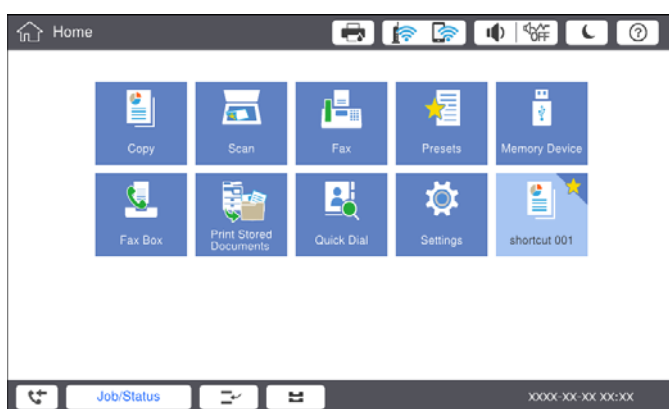 Home
OFF
?
Copy
Scan
Fax
Presets
Memory Device
Fax Box
Print Stored
Documents
Quick Dial
Settings
shortcut 001
Job/Status
XXXX-XX-XX XX:XX